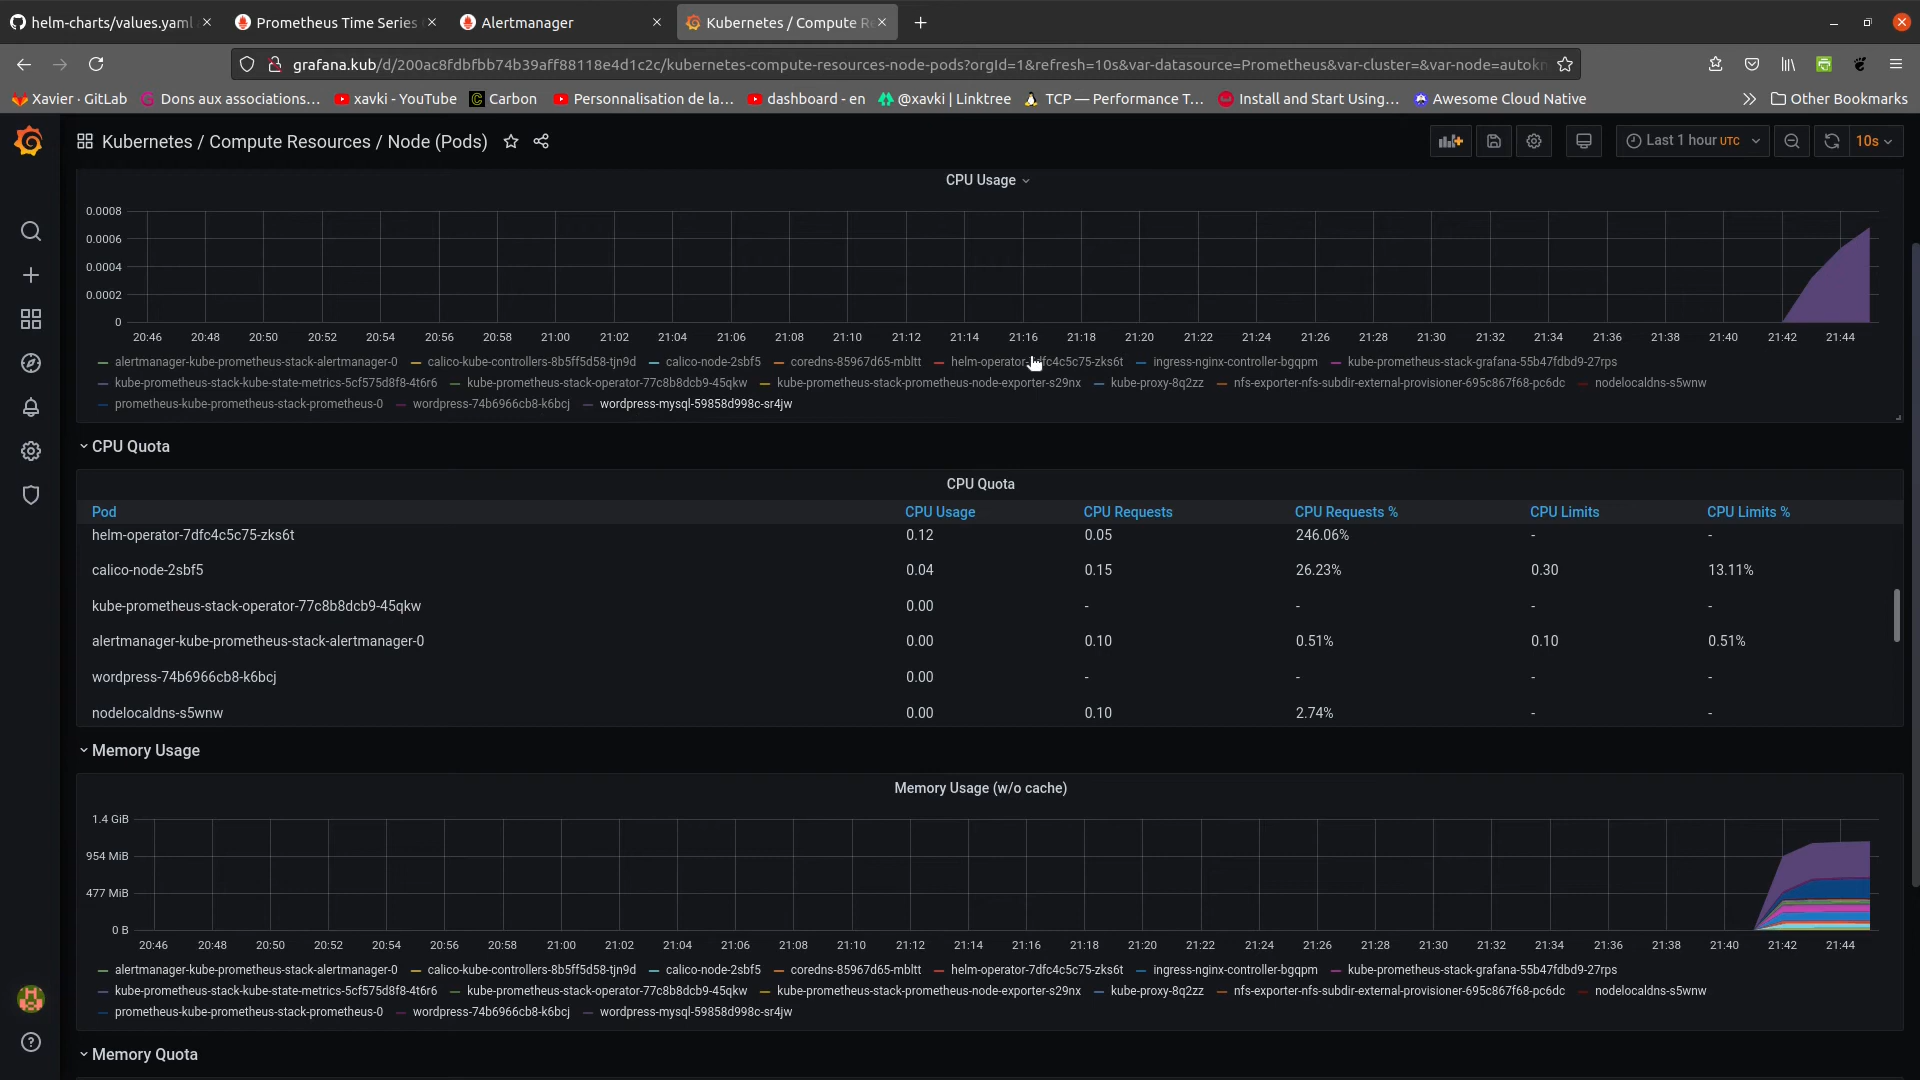 helm-charts/values.yaml
Prometheus Time Series
Alertmanager
Kubernetes / Compute R
grafana.kub/d/200ac8fdbfbb74b39aff88118e4d1c2c/kubernetes-compute-resources-node-pods?orgId=1&refresh=10s&var-datasource=Prometheus&var-cluster=&var-node=autokn
Xavier · GitLab Dons aux associations… xavki - YouTube Carbon Personnalisation de la… dashboard - en @xavki | Linktree TCP — Performance T… Install and Start Using… Awesome Cloud Native Other Bookmarks
Kubernetes / Compute Resources / Node (Pods)
Last 1 hour UTC
10s
CPU Usage
0.0008
0.0006
0.0004
0.0002
0
20:46 20:48 20:50 20:52 20:54 20:56 20:58 21:00 21:02 21:04 21:06 21:08 21:10 21:12 21:14 21:16 21:18 21:20 21:22 21:24 21:26 21:28 21:30 21:32 21:34 21:36 21:38 21:40 21:42 21:44
alertmanager-kube-prometheus-stack-alertmanager-0 calico-kube-controllers-8b5ff5d58-tjn9d calico-node-2sbf5 coredns-85967d65-mbltt helm-operator-7dfc4c5c75-zks6t ingress-nginx-controller-bgqpm kube-prometheus-stack-grafana-55b47fdbd9-27rps
kube-prometheus-stack-kube-state-metrics-5cf575d8f8-4t6r6 kube-prometheus-stack-operator-77c8b8dcb9-45qkw kube-prometheus-stack-prometheus-node-exporter-s29nx kube-proxy-8q2zz nfs-exporter-nfs-subdir-external-provisioner-695c867f68-pc6dc nodelocaldns-s5wnw
prometheus-kube-prometheus-stack-prometheus-0 wordpress-74b6966cb8-k6bcj wordpress-mysql-59858d998c-sr4jw
CPU Quota
CPU Quota
Pod CPU Usage CPU Requests CPU Requests % CPU Limits CPU Limits %
helm-operator-7dfc4c5c75-zks6t 0.12 0.05 246.06% - -
calico-node-2sbf5 0.04 0.15 26.23% 0.30 13.11%
kube-prometheus-stack-operator-77c8b8dcb9-45qkw 0.00 - - - -
alertmanager-kube-prometheus-stack-alertmanager-0 0.00 0.10 0.51% 0.10 0.51%
wordpress-74b6966cb8-k6bcj 0.00 - - - -
nodelocaldns-s5wnw 0.00 0.10 2.74% - -
Memory Usage
Memory Usage (w/o cache)
1.4 GiB
954 MiB
477 MiB
0 B
20:46 20:48 20:50 20:52 20:54 20:56 20:58 21:00 21:02 21:04 21:06 21:08 21:10 21:12 21:14 21:16 21:18 21:20 21:22 21:24 21:26 21:28 21:30 21:32 21:34 21:36 21:38 21:40 21:42 21:44
alertmanager-kube-prometheus-stack-alertmanager-0 calico-kube-controllers-8b5ff5d58-tjn9d calico-node-2sbf5 coredns-85967d65-mbltt helm-operator-7dfc4c5c75-zks6t ingress-nginx-controller-bgqpm kube-prometheus-stack-grafana-55b47fdbd9-27rps
kube-prometheus-stack-kube-state-metrics-5cf575d8f8-4t6r6 kube-prometheus-stack-operator-77c8b8dcb9-45qkw kube-prometheus-stack-prometheus-node-exporter-s29nx kube-proxy-8q2zz nfs-exporter-nfs-subdir-external-provisioner-695c867f68-pc6dc nodelocaldns-s5wnw
prometheus-kube-prometheus-stack-prometheus-0 wordpress-74b6966cb8-k6bcj wordpress-mysql-59858d998c-sr4jw
Memory Quota